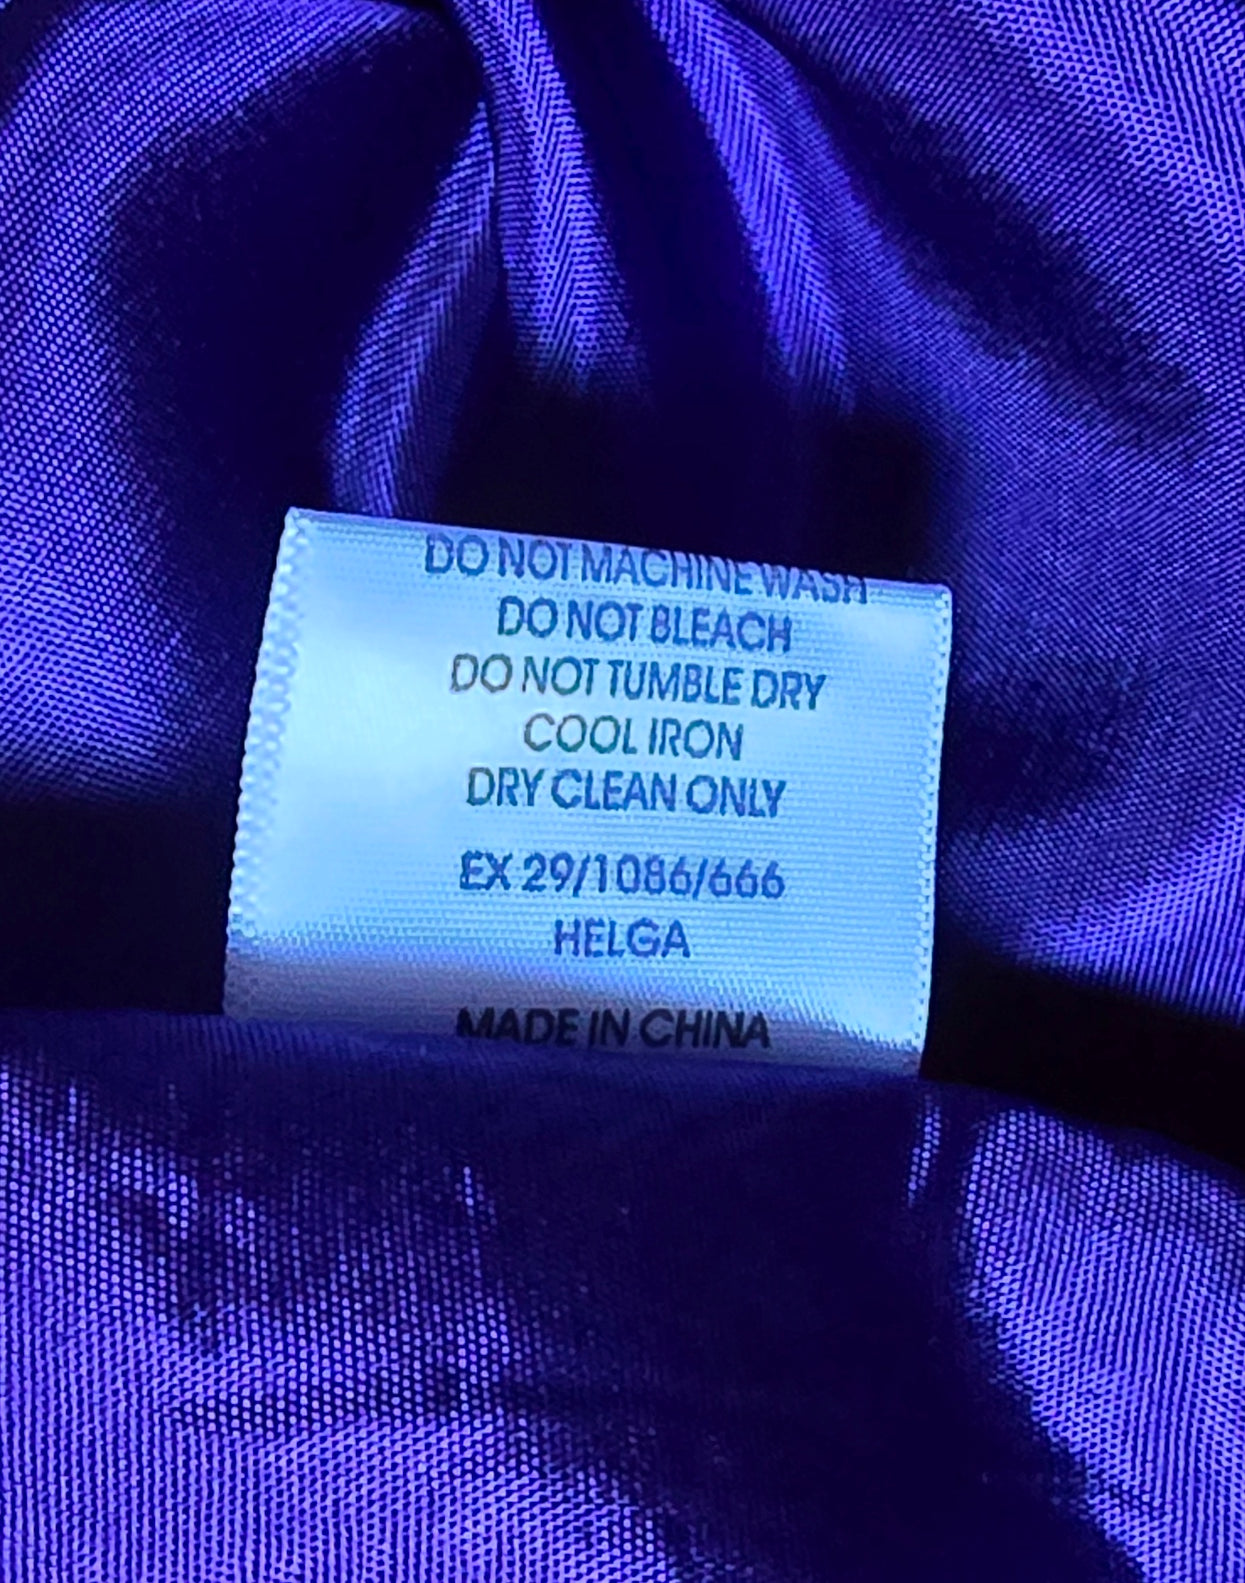 DO NOT MACHINE WASH
DO NOT BLEACH
DO NOT TUMBLE DRY
COOL IRON
DRY CLEAN ONLY
EX 29/1086/666
HELGA
MADE IN CHINA